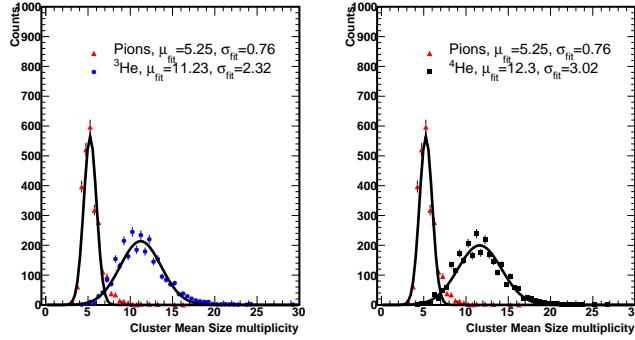 Counts
1000
900
800
700
600
500
400
300
200
100
0
0 5 10 15 20 25 30
Cluster Mean Size multiplicity
Pions, μfit=5.25, σfit=0.76
³He, μfit=11.23, σfit=2.32
Counts
1000
900
800
700
600
500
400
300
200
100
0
0 5 10 15 20 25 30
Cluster Mean Size multiplicity
Pions, μfit=5.25, σfit=0.76
⁴He, μfit=12.3, σfit=3.02